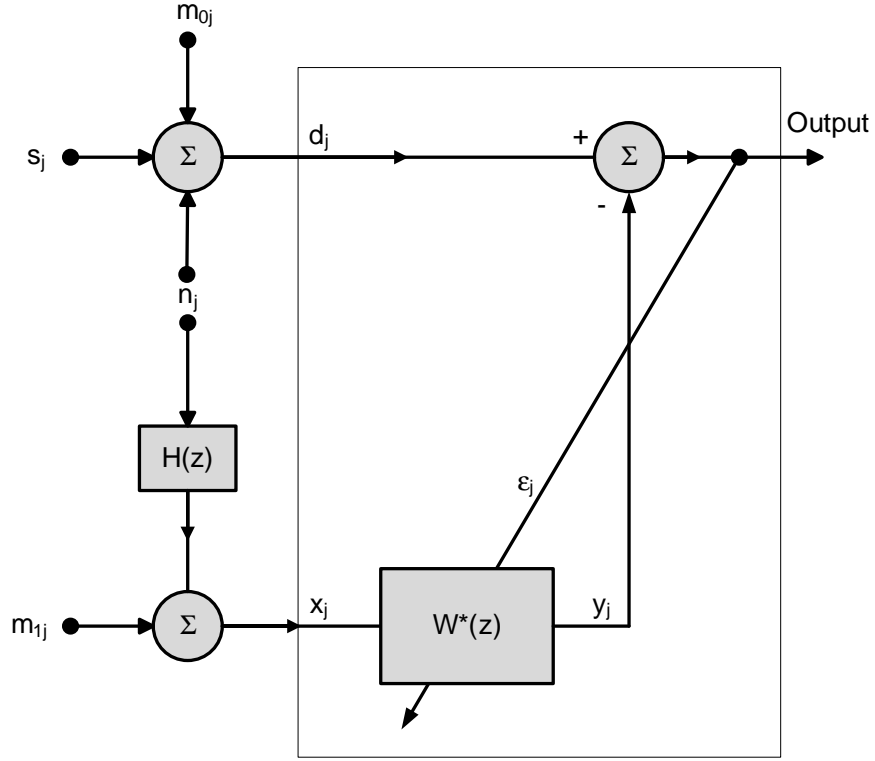 m0j
Output
dj
+
sj
Σ
Σ
-
nj
H(z)
εj
xj
yj
m1j
Σ
W*(z)